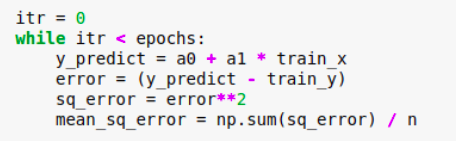 itr = 0
while itr < epochs:
    y_predict = a0 + a1 * train_x
    error = (y_predict - train_y)
    sq_error = error**2
    mean_sq_error = np.sum(sq_error) / n